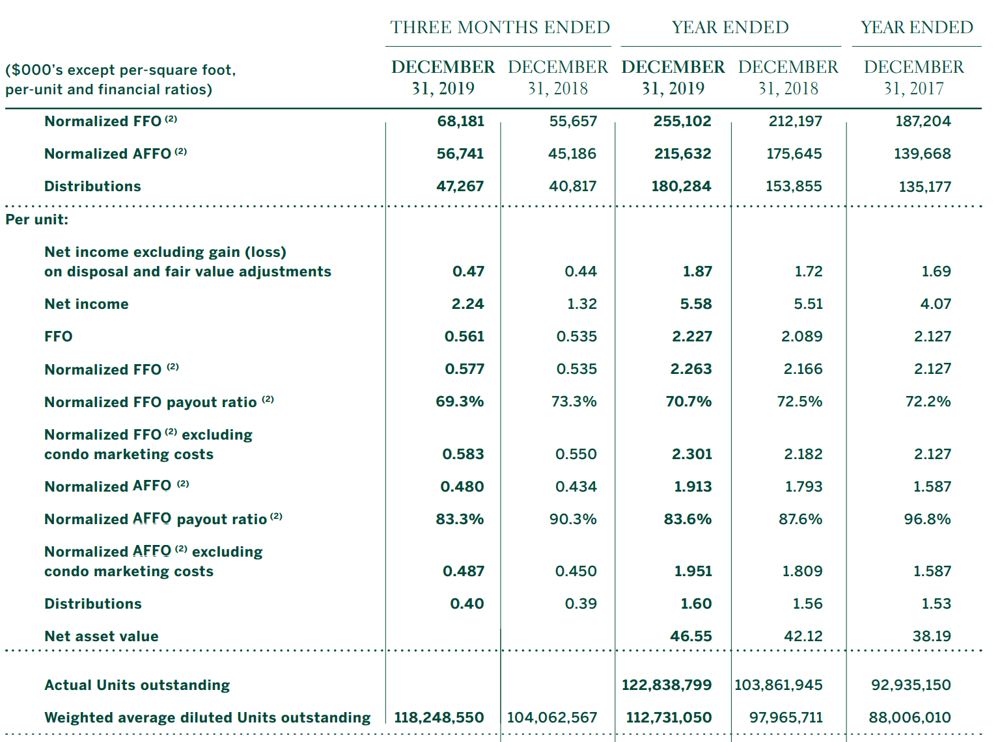 THREE MONTHS ENDED YEAR ENDED YEAR ENDED
($000's except per-square foot, per-unit and financial ratios) DECEMBER 31, 2019 DECEMBER 31, 2018 DECEMBER 31, 2019 DECEMBER 31, 2018 DECEMBER 31, 2017
Normalized FFO (2) 68,181 55,657 255,102 212,197 187,204
Normalized AFFO (2) 56,741 45,186 215,632 175,645 139,668
Distributions 47,267 40,817 180,284 153,855 135,177
Per unit:
Net income excluding gain (loss)
on disposal and fair value adjustments 0.47 0.44 1.87 1.72 1.69
Net income 2.24 1.32 5.58 5.51 4.07
FFO 0.561 0.535 2.227 2.089 2.127
Normalized FFO (2) 0.577 0.535 2.263 2.166 2.127
Normalized FFO payout ratio (2) 69.3% 73.3% 70.7% 72.5% 72.2%
Normalized FFO (2) excluding
condo marketing costs 0.583 0.550 2.301 2.182 2.127
Normalized AFFO (2) 0.480 0.434 1.913 1.793 1.587
Normalized AFFO payout ratio (2) 83.3% 90.3% 83.6% 87.6% 96.8%
Normalized AFFO (2) excluding
condo marketing costs 0.487 0.450 1.951 1.809 1.587
Distributions 0.40 0.39 1.60 1.56 1.53
Net asset value 46.55 42.12 38.19
Actual Units outstanding 122,838,799 103,861,945 92,935,150
Weighted average diluted Units outstanding 118,248,550 104,062,567 112,731,050 97,965,711 88,006,010